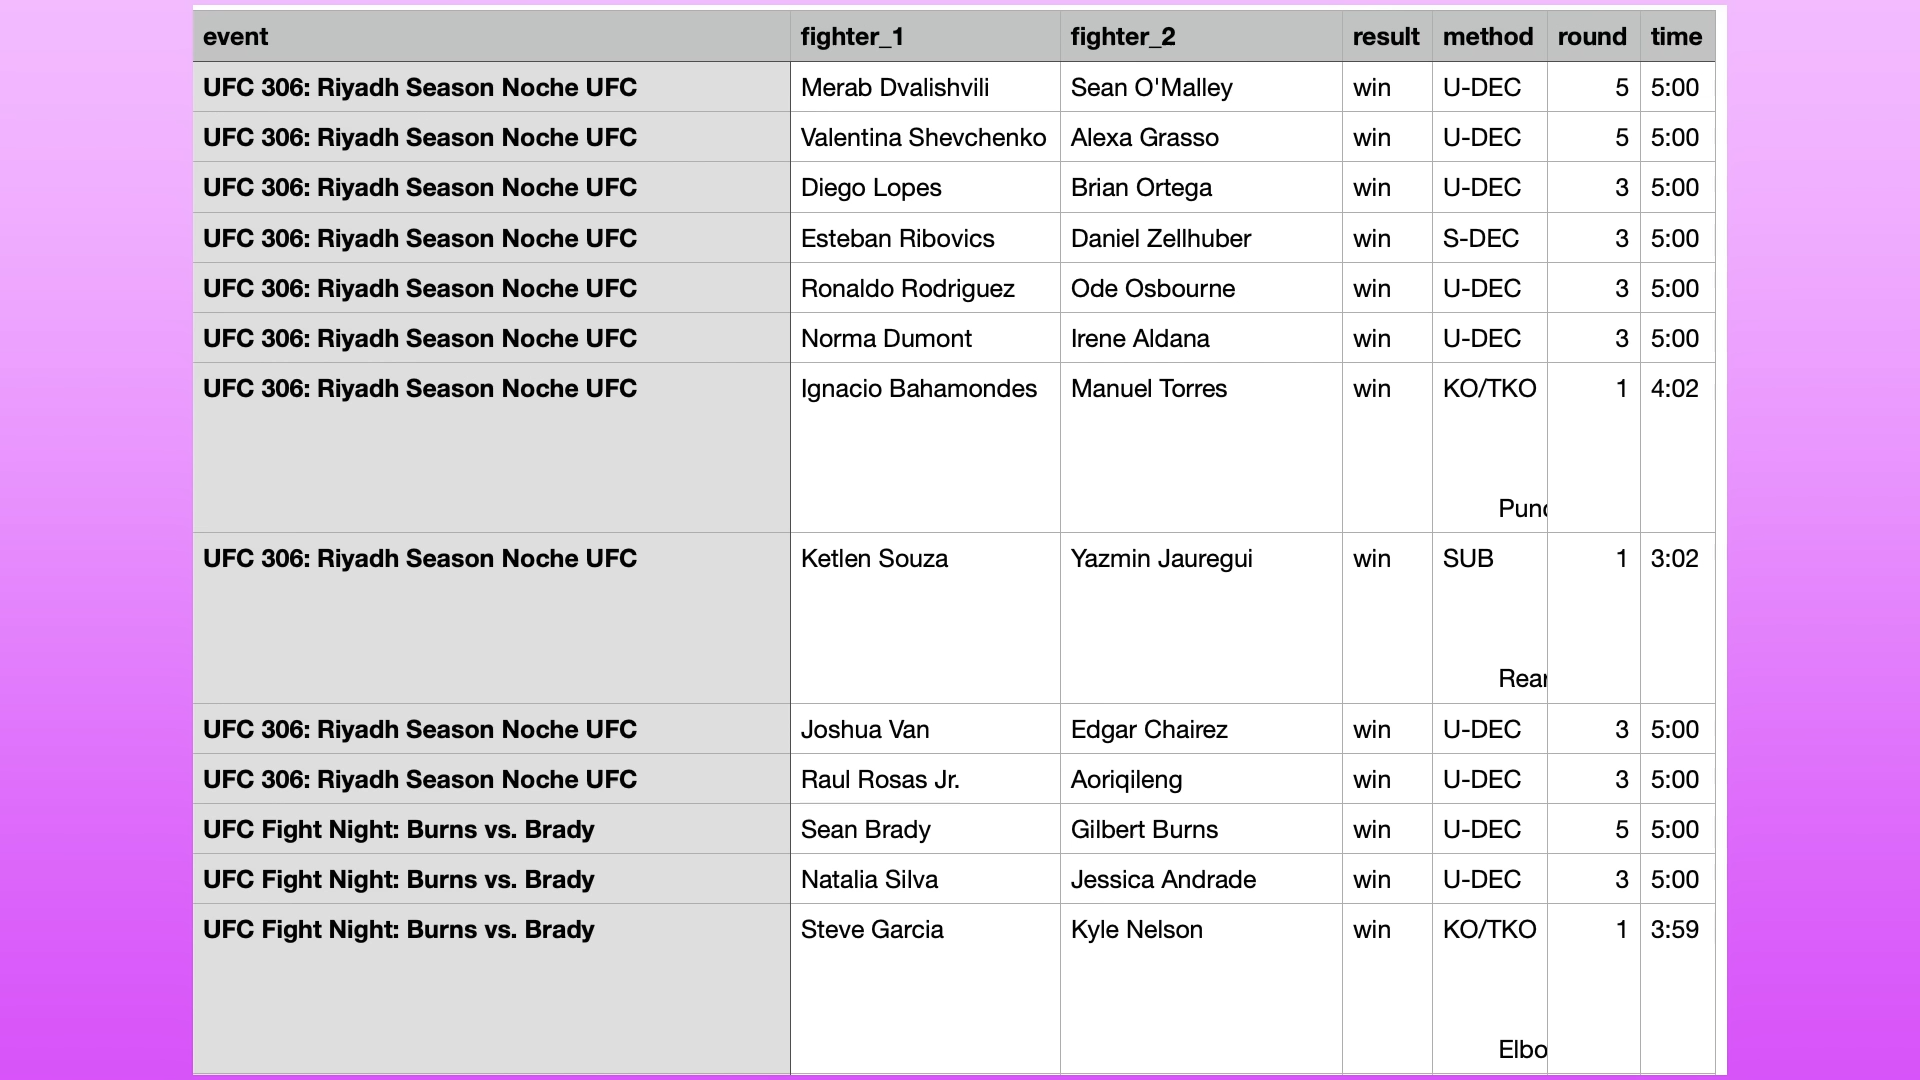 event fighter_1 fighter_2 result method round time
UFC 306: Riyadh Season Noche UFC Merab Dvalishvili Sean O'Malley win U-DEC 5 5:00
UFC 306: Riyadh Season Noche UFC Valentina Shevchenko Alexa Grasso win U-DEC 5 5:00
UFC 306: Riyadh Season Noche UFC Diego Lopes Brian Ortega win U-DEC 3 5:00
UFC 306: Riyadh Season Noche UFC Esteban Ribovics Daniel Zellhuber win S-DEC 3 5:00
UFC 306: Riyadh Season Noche UFC Ronaldo Rodriguez Ode Osbourne win U-DEC 3 5:00
UFC 306: Riyadh Season Noche UFC Norma Dumont Irene Aldana win U-DEC 3 5:00
UFC 306: Riyadh Season Noche UFC Ignacio Bahamondes Manuel Torres win KO/TKO 1 4:02
Punc
UFC 306: Riyadh Season Noche UFC Ketlen Souza Yazmin Jauregui win SUB 1 3:02
Rear
UFC 306: Riyadh Season Noche UFC Joshua Van Edgar Chairez win U-DEC 3 5:00
UFC 306: Riyadh Season Noche UFC Raul Rosas Jr. Aoriqileng win U-DEC 3 5:00
UFC Fight Night: Burns vs. Brady Sean Brady Gilbert Burns win U-DEC 5 5:00
UFC Fight Night: Burns vs. Brady Natalia Silva Jessica Andrade win U-DEC 3 5:00
UFC Fight Night: Burns vs. Brady Steve Garcia Kyle Nelson win KO/TKO 1 3:59
Elbo